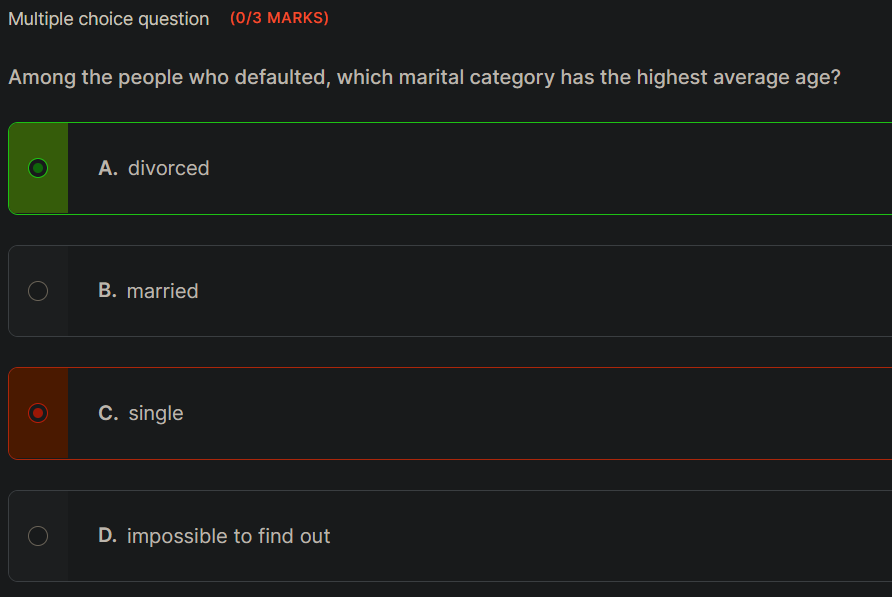 Multiple choice question (0/3 MARKS)
Among the people who defaulted, which marital category has the highest average age?
A. divorced
B. married
C. single
D. impossible to find out